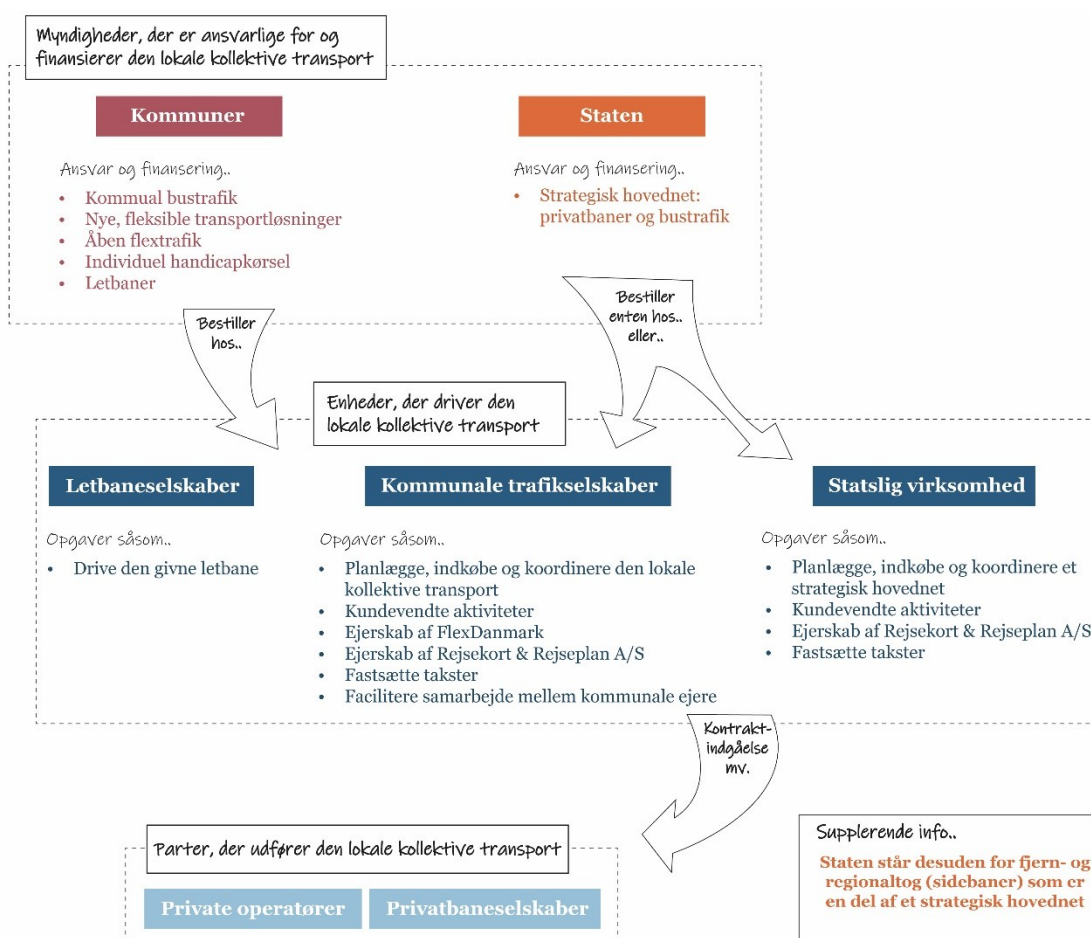 Myndigheder, der er ansvarlige for og
finansierer den lokale kollektive transport
Kommuner
Ansvar og finansering..
• Kommual bustrafik
• Nye, fleksible transportløsninger
• Åben flextrafik
• Individuel handicapkørsel
• Letbaner
Staten
Ansvar og finansering..
• Strategisk hovednet:
privatbaner og bustrafik
Bestiller
hos..
Bestiller
enten hos..
eller..
Enheder, der driver den
lokale kollektive transport
Letbaneselskaber
Opgaver såsom..
• Drive den givne letbane
Kommunale trafikselskaber
Opgaver såsom..
• Planlægge, indkøbe og koordinere den lokale
kollektive transport
• Kundevendte aktiviteter
• Ejerskab af FlexDanmark
• Ejerskab af Rejsekort & Rejseplan A/S
• Fastsætte takster
• Facilitere samarbejde mellem kommunale ejere
Statslig virksomhed
Opgaver såsom..
• Planlægge, indkøbe og koordinere et
strategisk hovednet
• Kundevendte aktiviteter
• Ejerskab af Rejsekort & Rejseplan A/S
• Fastsætte takster
Kontrakt-
indgåelse
mv.
Parter, der udfører den lokale kollektive transport
Private operatører
Privatbaneselskaber
Supplerende info..
Staten står desuden for fjern- og
regionaltog (sidebaner) som er
en del af et strategisk hovednet